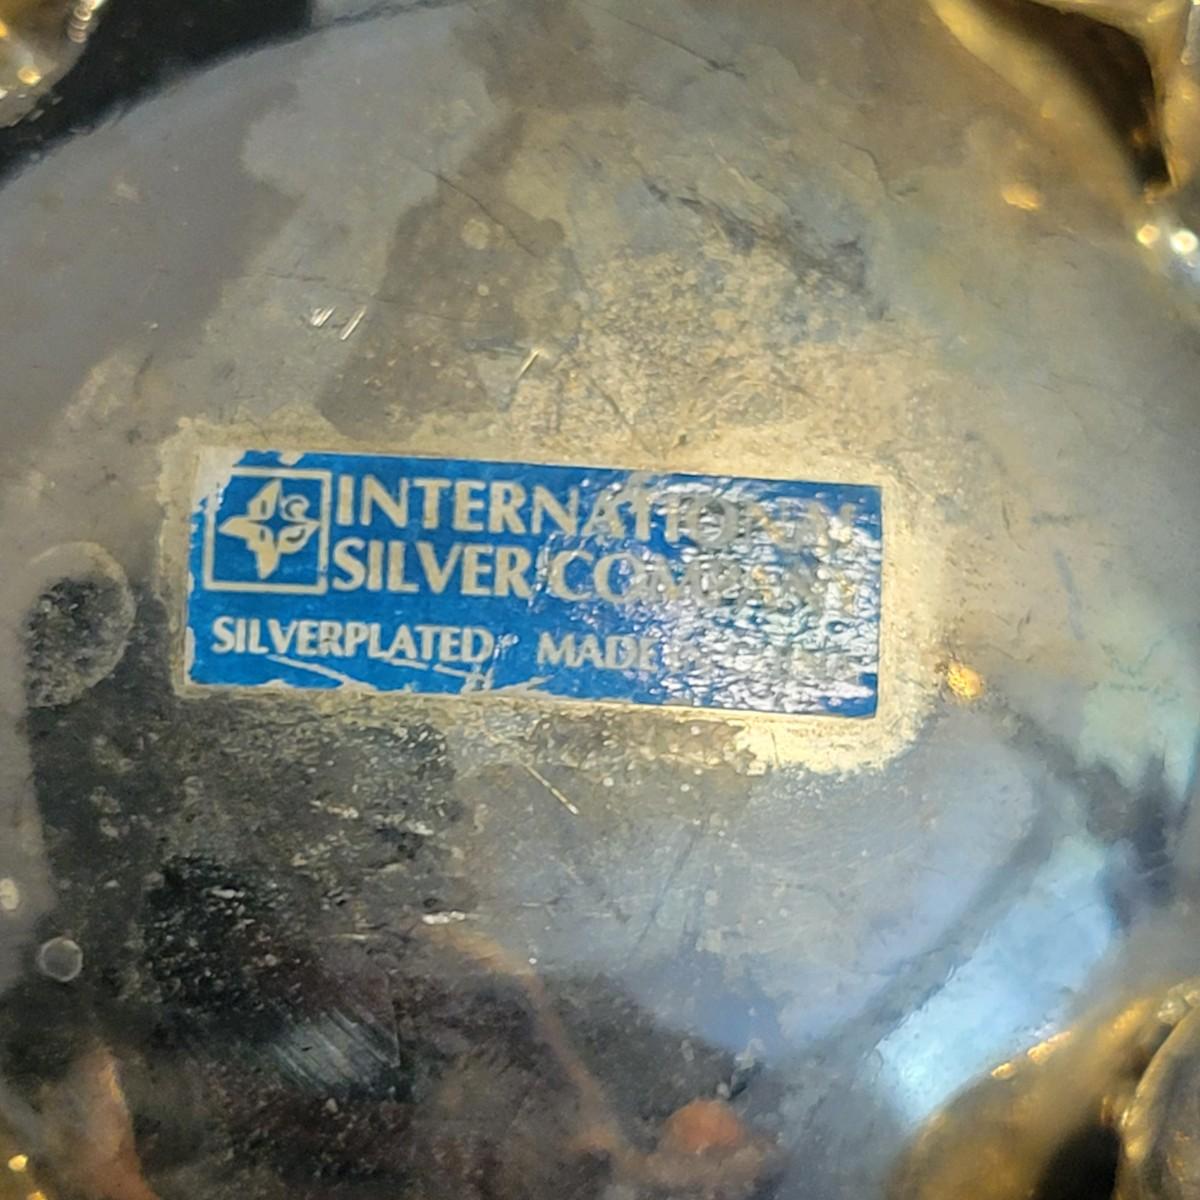 INTERNATIONAL
SILVER COMPANY
SILVERPLATED MADE